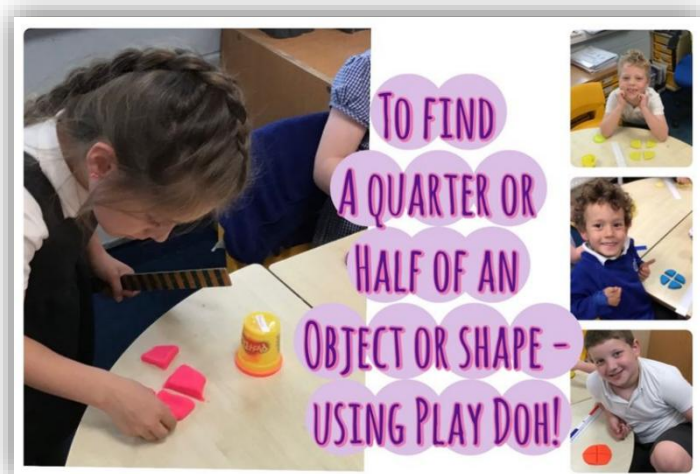 To find
A quarter or
Half of an
Object or shape -
using Play Doh!